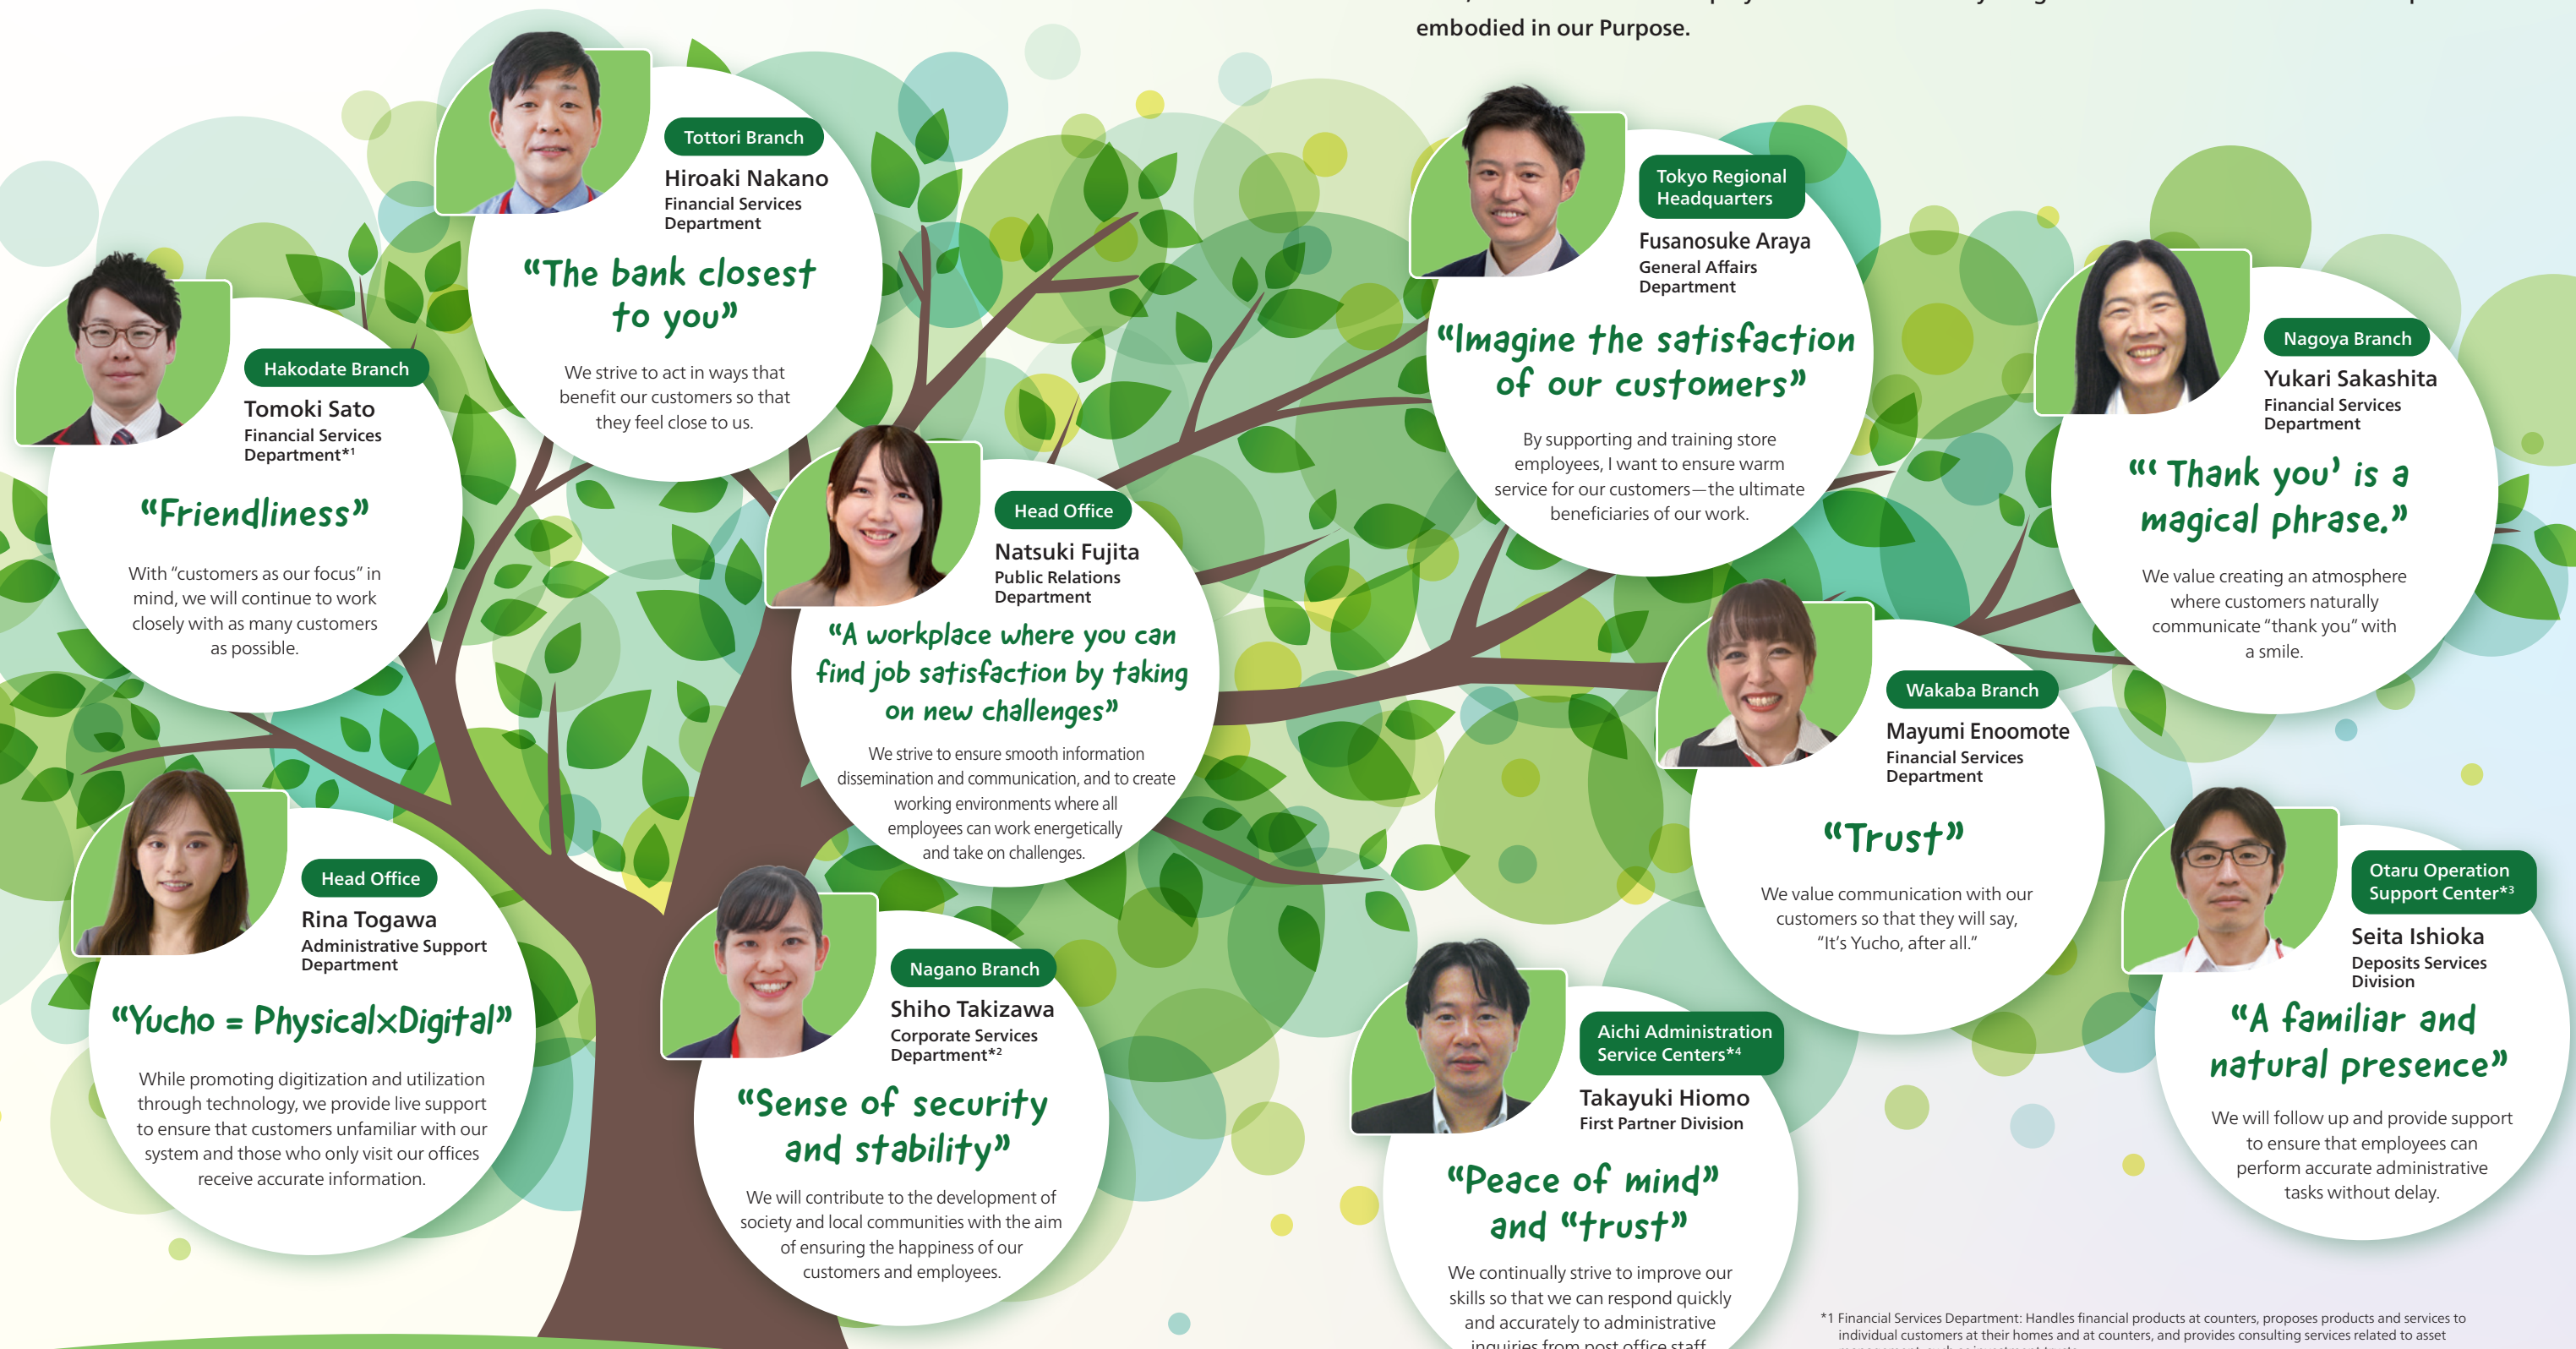 embodied in our Purpose.
Tottori Branch
Hiroaki Nakano
Financial Services
Department
“The bank closest
to you”
We strive to act in ways that
benefit our customers so that
they feel close to us.
Tokyo Regional
Headquarters
Fusanosuke Araya
General Affairs
Department
“Imagine the satisfaction
of our customers”
By supporting and training store
employees, I want to ensure warm
service for our customers—the ultimate
beneficiaries of our work.
Hakodate Branch
Tomoki Sato
Financial Services
Department*1
“Friendliness”
With “customers as our focus” in
mind, we will continue to work
closely with as many customers
as possible.
Nagoya Branch
Yukari Sakashita
Financial Services
Department
“‘ Thank you’ is a
magical phrase.”
We value creating an atmosphere
where customers naturally
communicate “thank you” with
a smile.
Head Office
Natsuki Fujita
Public Relations
Department
“A workplace where you can
find job satisfaction by taking
on new challenges”
We strive to ensure smooth information
dissemination and communication, and to create
working environments where all
employees can work energetically
and take on challenges.
Wakaba Branch
Mayumi Enoomote
Financial Services
Department
“Trust”
We value communication with our
customers so that they will say,
“It’s Yucho, after all.”
Head Office
Rina Togawa
Administrative Support
Department
“Yucho = Physical×Digital”
While promoting digitization and utilization
through technology, we provide live support
to ensure that customers unfamiliar with our
system and those who only visit our offices
receive accurate information.
Nagano Branch
Shiho Takizawa
Corporate Services
Department*2
“Sense of security
and stability”
We will contribute to the development of
society and local communities with the aim
of ensuring the happiness of our
customers and employees.
Otaru Operation
Support Center*3
Seita Ishioka
Deposits Services
Division
“A familiar and
natural presence”
We will follow up and provide support
to ensure that employees can
perform accurate administrative
tasks without delay.
Aichi Administration
Service Centers*4
Takayuki Hiomo
First Partner Division
“Peace of mind”
and “trust”
We continually strive to improve our
skills so that we can respond quickly
and accurately to administrative
inquiries from post office staff.
*1 Financial Services Department: Handles financial products at counters, proposes products and services to
individual customers at their homes and at counters, and provides consulting services related to asset